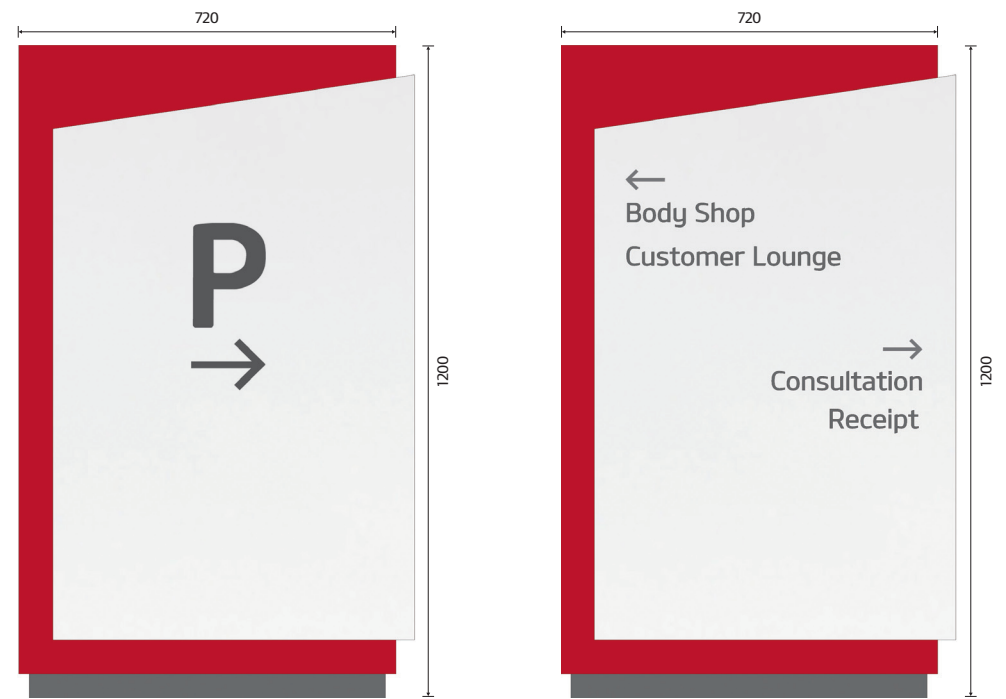 720
1200
P
720
1200
Body Shop
Customer Lounge
Consultation
Receipt